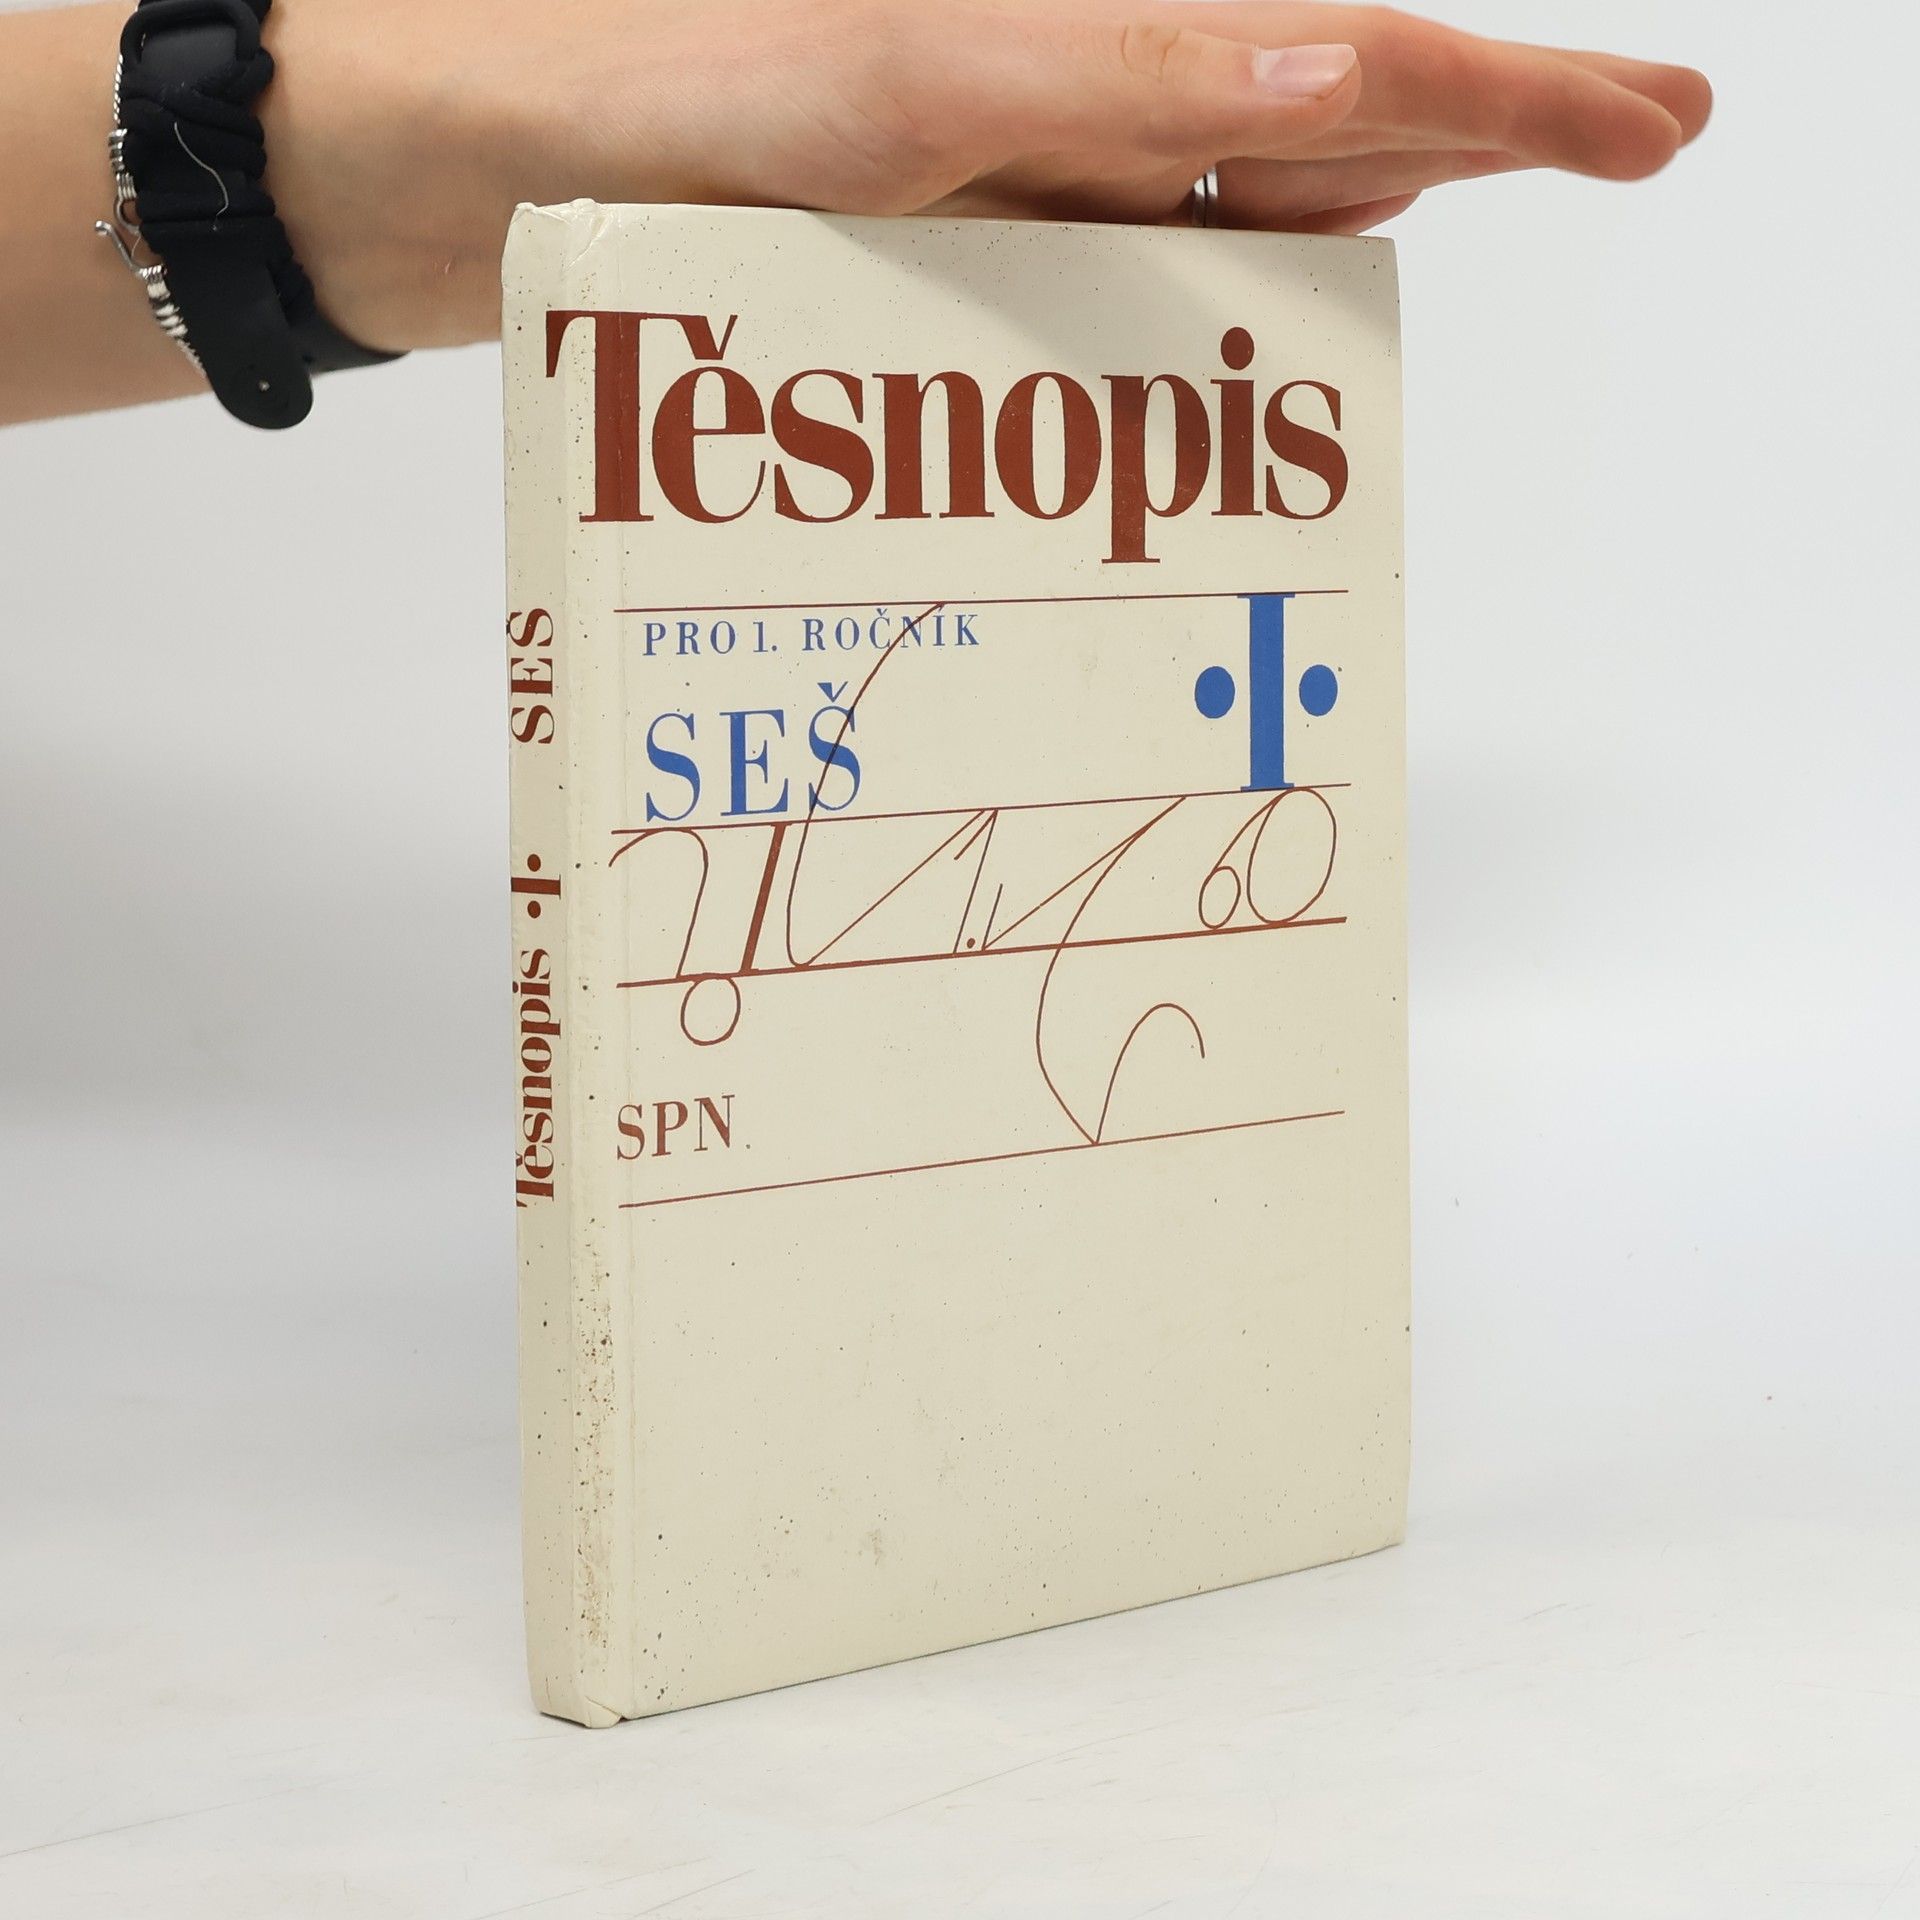 Těsnopis
PRO 1. ROČNÍK
SEŠ
·I·
SPN
Těsnopis ·I· SEŠ